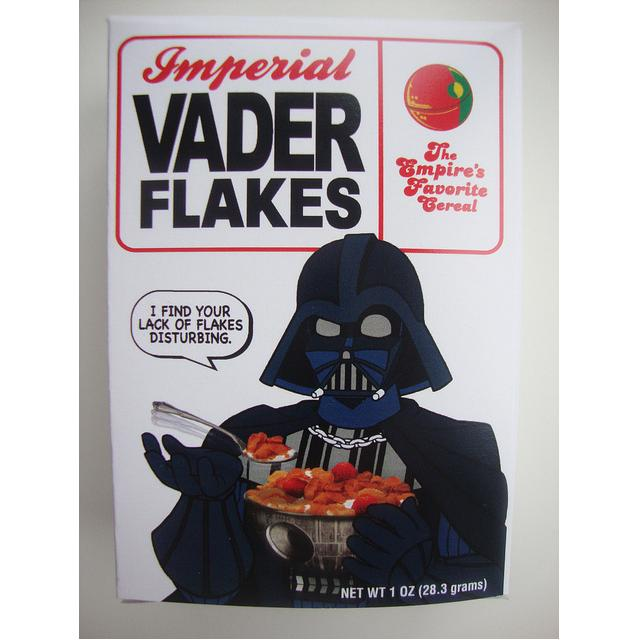 Imperial
VADER
FLAKES
The
Empire's
Favorite
Cereal
I FIND YOUR
LACK OF FLAKES
DISTURBING.
NET WT 1 OZ (28.3 grams)